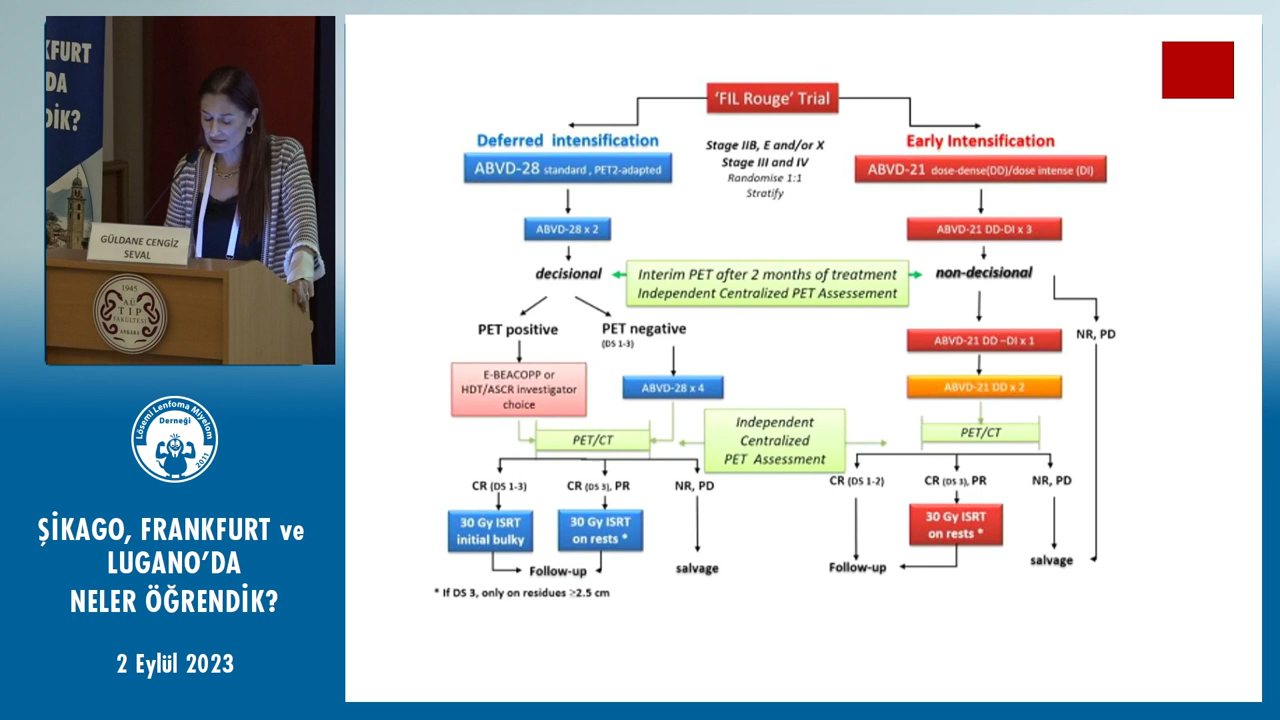 KFURT
DA
DİK?
GÜLDANE CENGİZ
SEVAL
1945
AÜ
TIP
FAKÜLTESİ
ANKARA
Lösemi Lenfoma Miyelom
Derneği
2011
ŞİKAGO, FRANKFURT ve
LUGANO’DA
NELER ÖĞRENDİK?
2 Eylül 2023
‘FIL Rouge’ Trial
Deferred intensification
ABVD-28 standard , PET2-adapted
Stage IIB, E and/or X
Stage III and IV
Randomise 1:1
Stratify
Early Intensification
ABVD-21 dose-dense(DD)/dose intense (DI)
ABVD-28 x 2
ABVD-21 DD-DI x 3
decisional
Interim PET after 2 months of treatment
Independent Centralized PET Assessement
non-decisional
PET positive
PET negative
(DS 1-3)
ABVD-21 DD –DI x 1
NR, PD
E-BEACOPP or
HDT/ASCR investigator
choice
ABVD-28 x 4
ABVD-21 DD x 2
PET/CT
Independent
Centralized
PET Assessment
PET/CT
CR (DS 1-3)
CR (DS 3), PR
NR, PD
CR (DS 1-2)
CR (DS 3), PR
NR, PD
30 Gy ISRT
initial bulky
30 Gy ISRT
on rests *
30 Gy ISRT
on rests *
Follow-up
salvage
Follow-up
salvage
* If DS 3, only on residues ≥2.5 cm